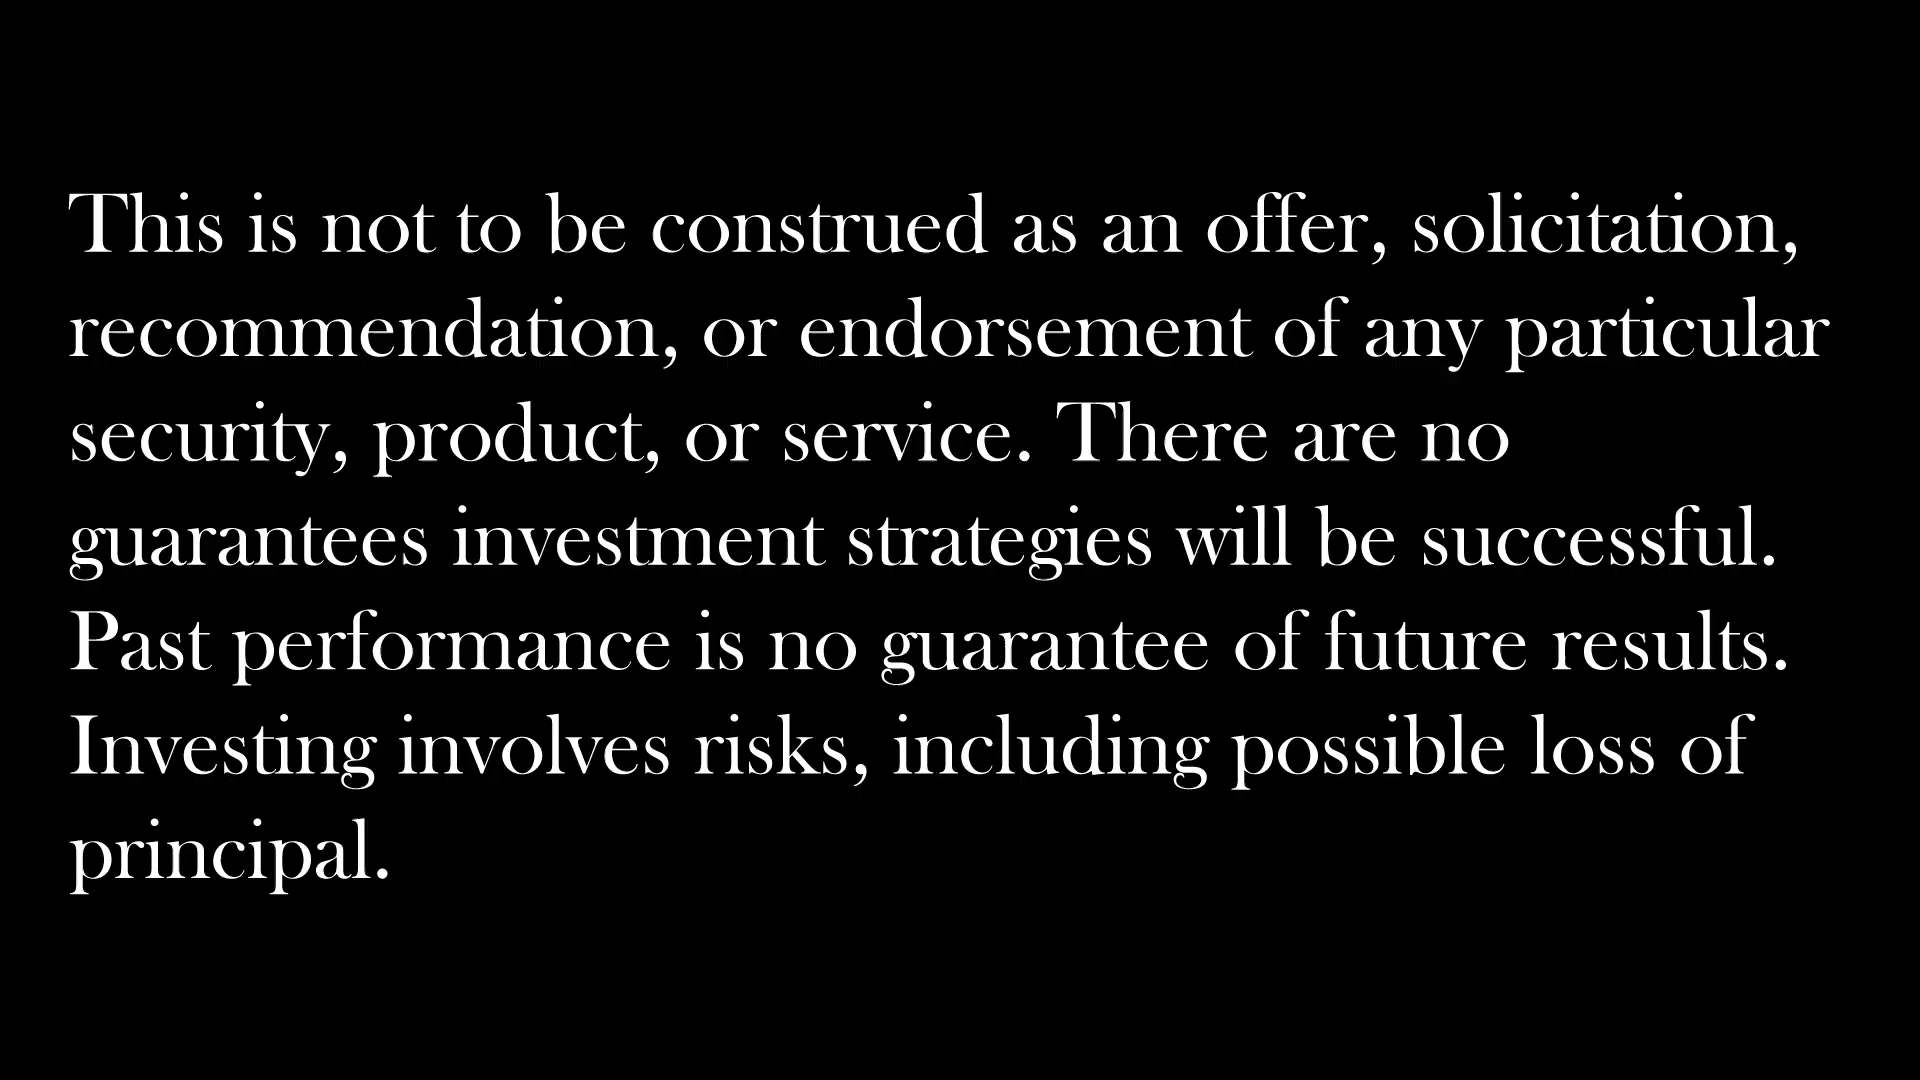 This is not to be construed as an offer, solicitation,
recommendation, or endorsement of any particular
security, product, or service. There are no
guarantees investment strategies will be successful.
Past performance is no guarantee of future results.
Investing involves risks, including possible loss of
principal.